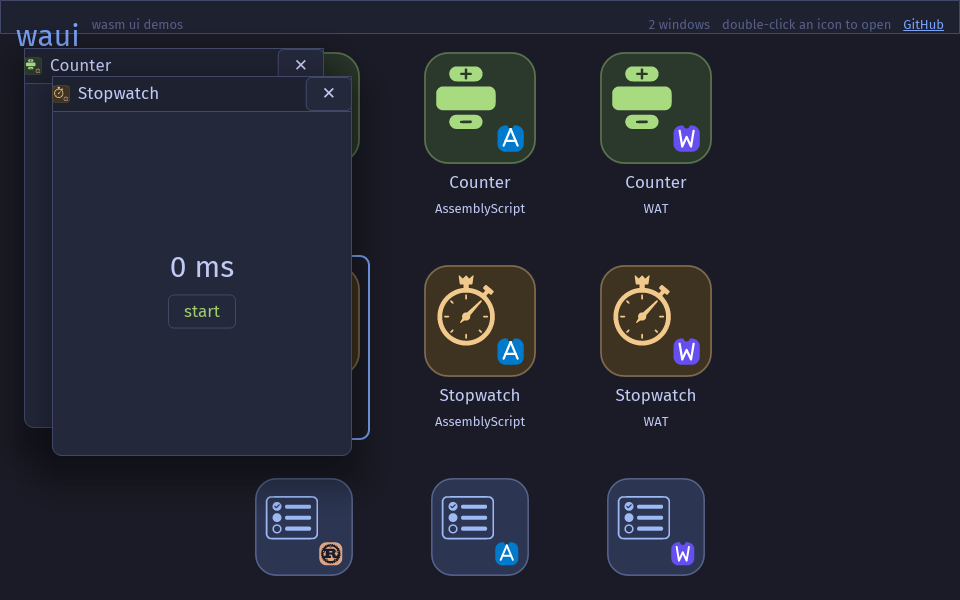 waui wasm ui demos 2 windows double-click an icon to open GitHub
Counter ✕
Stopwatch ✕
0 ms
start
Counter
AssemblyScript
Counter
WAT
Stopwatch
AssemblyScript
Stopwatch
WAT